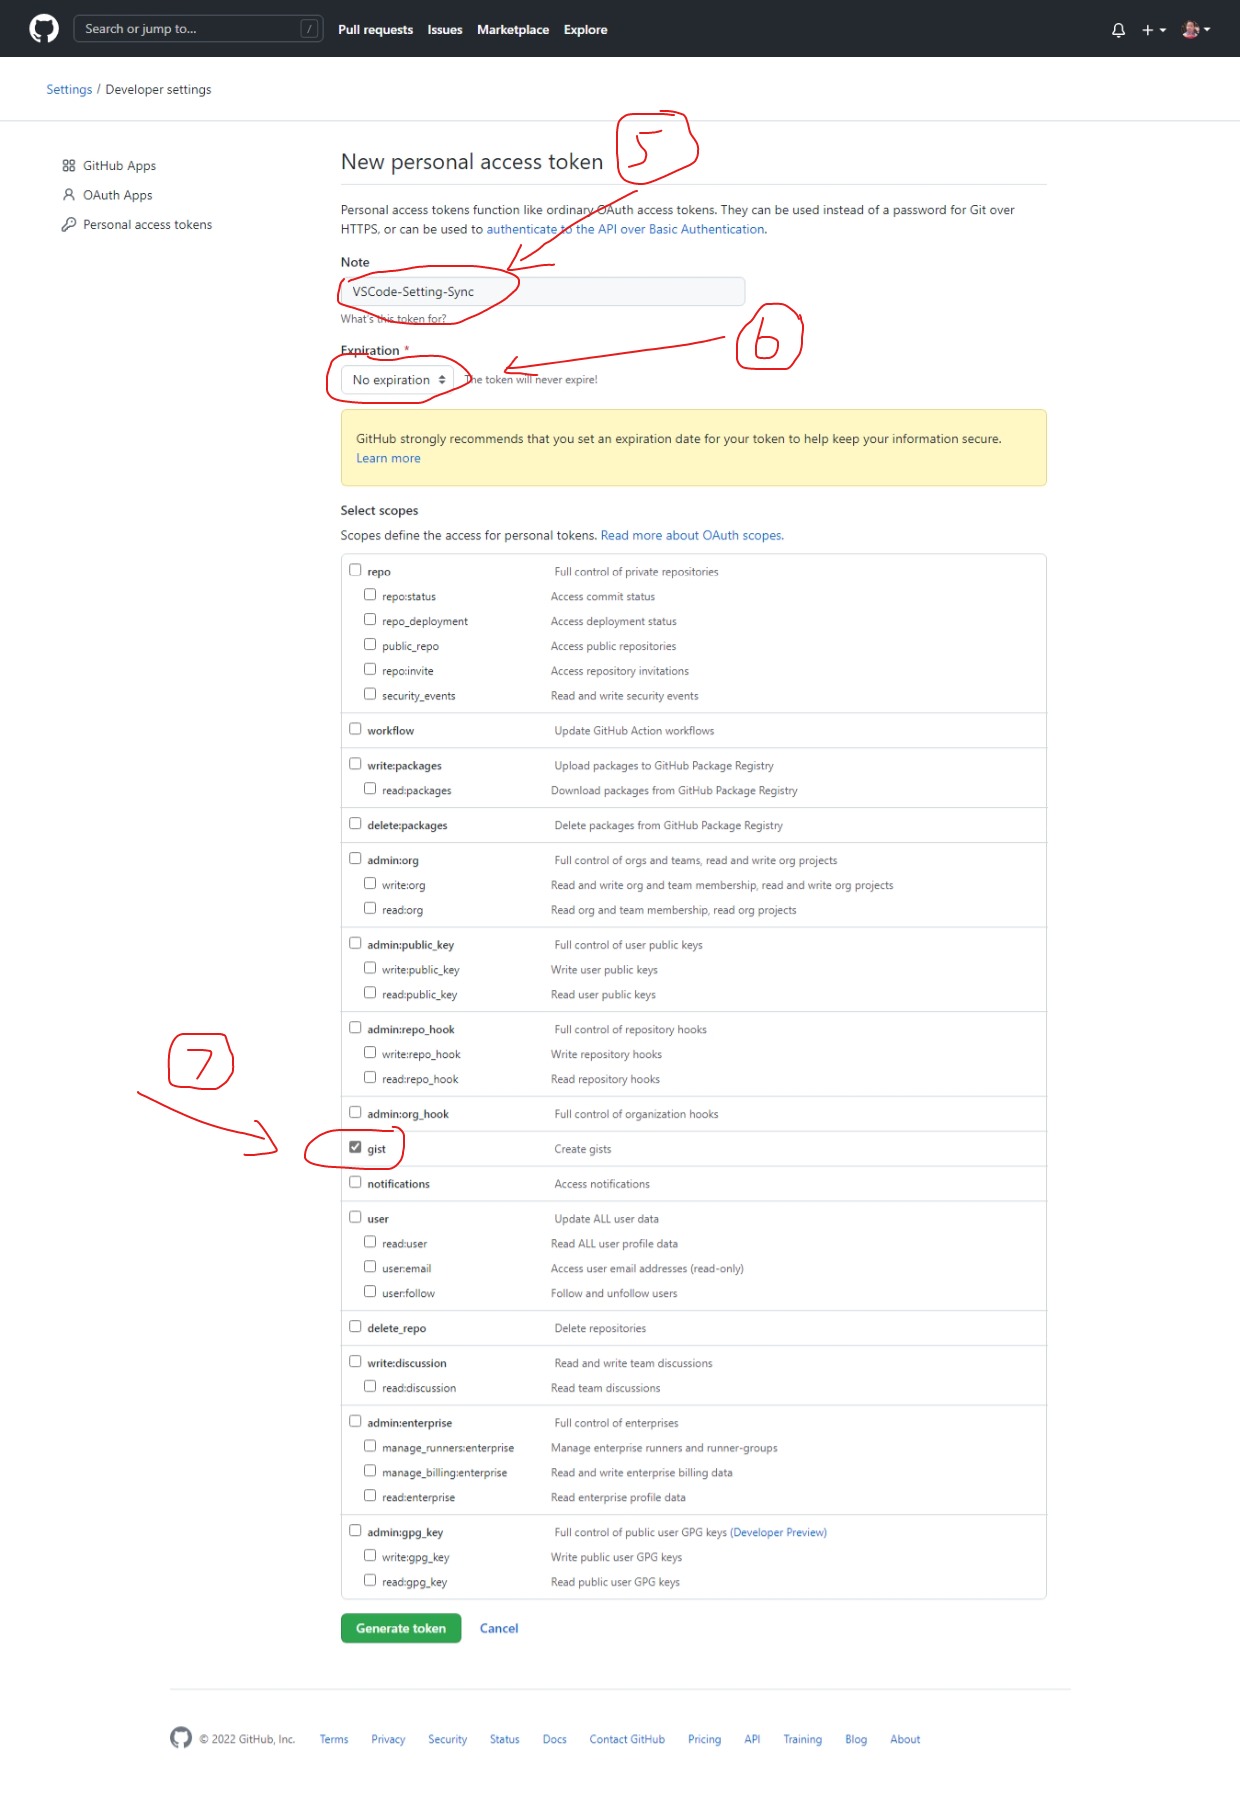 Search or jump to... /
Pull requests Issues Marketplace Explore
Settings / Developer settings
GitHub Apps
OAuth Apps
Personal access tokens
New personal access token
5
Personal access tokens function like ordinary OAuth access tokens. They can be used instead of a password for Git over
HTTPS, or can be used to authenticate to the API over Basic Authentication.
Note
VSCode-Setting-Sync
What's this token for?
6
Expiration *
No expiration The token will never expire!
GitHub strongly recommends that you set an expiration date for your token to help keep your information secure.
Learn more
Select scopes
Scopes define the access for personal tokens. Read more about OAuth scopes.
repo Full control of private repositories
repo:status Access commit status
repo_deployment Access deployment status
public_repo Access public repositories
repo:invite Access repository invitations
security_events Read and write security events
workflow Update GitHub Action workflows
write:packages Upload packages to GitHub Package Registry
read:packages Download packages from GitHub Package Registry
delete:packages Delete packages from GitHub Package Registry
admin:org Full control of orgs and teams, read and write org projects
write:org Read and write org and team membership, read and write org projects
read:org Read org and team membership, read org projects
admin:public_key Full control of user public keys
write:public_key Write user public keys
read:public_key Read user public keys
admin:repo_hook Full control of repository hooks
write:repo_hook Write repository hooks
read:repo_hook Read repository hooks
7
admin:org_hook Full control of organization hooks
gist Create gists
notifications Access notifications
user Update ALL user data
read:user Read ALL user profile data
user:email Access user email addresses (read-only)
user:follow Follow and unfollow users
delete_repo Delete repositories
write:discussion Read and write team discussions
read:discussion Read team discussions
admin:enterprise Full control of enterprises
manage_runners:enterprise Manage enterprise runners and runner-groups
manage_billing:enterprise Read and write enterprise billing data
read:enterprise Read enterprise profile data
admin:gpg_key Full control of public user GPG keys (Developer Preview)
write:gpg_key Write public user GPG keys
read:gpg_key Read public user GPG keys
Generate token Cancel
© 2022 GitHub, Inc. Terms Privacy Security Status Docs Contact GitHub Pricing API Training Blog About